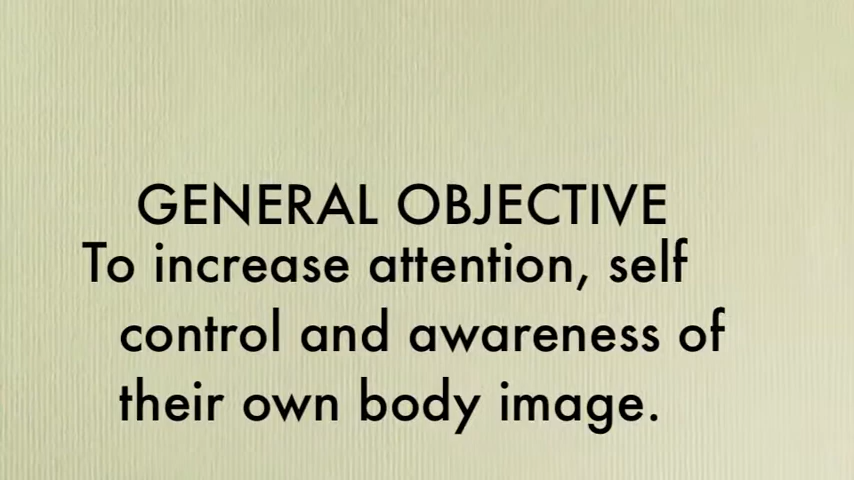 GENERAL OBJECTIVE
To increase attention, self
control and awareness of
their own body image.